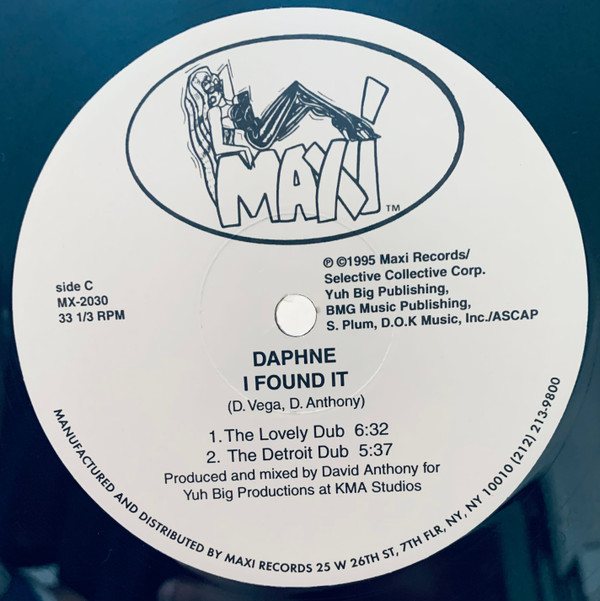 MAXI!
TM
side C
MX-2030
33 1/3 RPM
℗ ©1995 Maxi Records/
Selective Collective Corp.
Yuh Big Publishing,
BMG Music Publishing,
S. Plum, D.O.K Music, Inc./ASCAP
DAPHNE
I FOUND IT
(D. Vega, D. Anthony)
1. The Lovely Dub 6:32
2. The Detroit Dub 5:37
Produced and mixed by David Anthony for
Yuh Big Productions at KMA Studios
MANUFACTURED AND DISTRIBUTED BY MAXI RECORDS 25 W 26TH ST, 7TH FLR, NY, NY 10010 (212) 213-9800